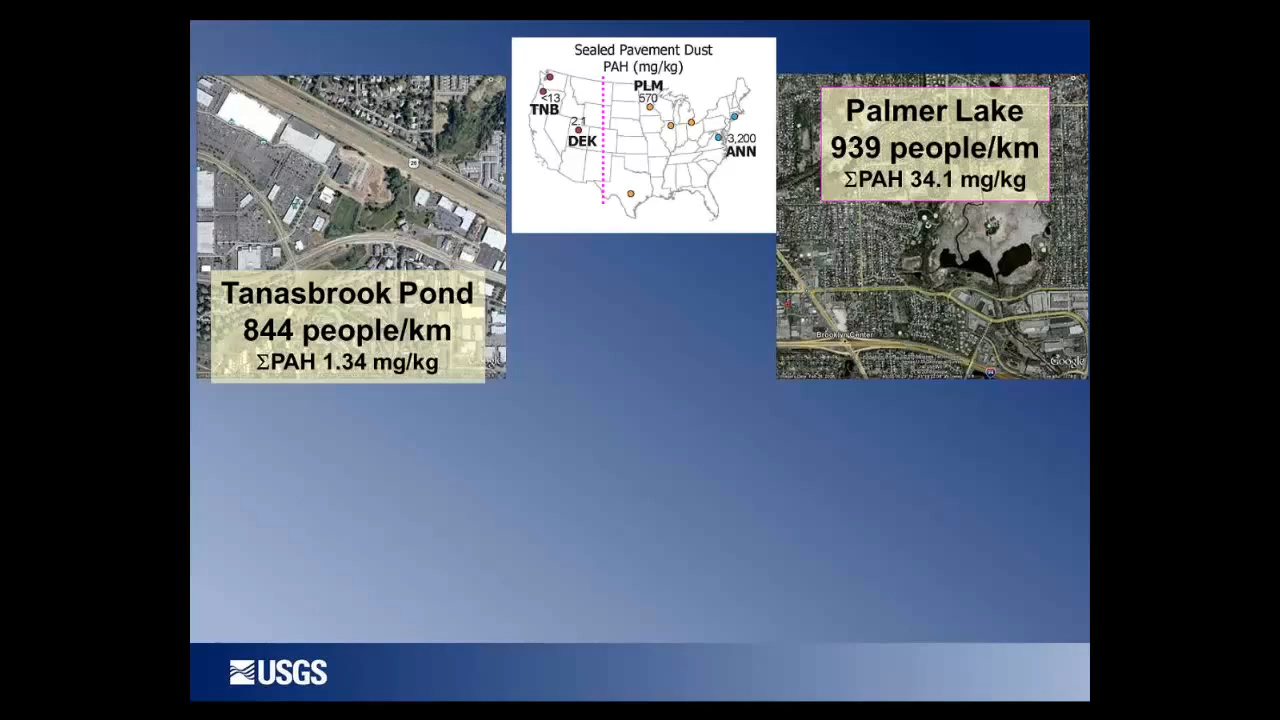 Sealed Pavement Dust
PAH (mg/kg)
PLM
570
<13
TNB
2.1
DEK
3,200
ANN
Tanasbrook Pond
844 people/km
ΣPAH 1.34 mg/kg
Palmer Lake
939 people/km
ΣPAH 34.1 mg/kg
26
Brooklyn Center
Google
USGS